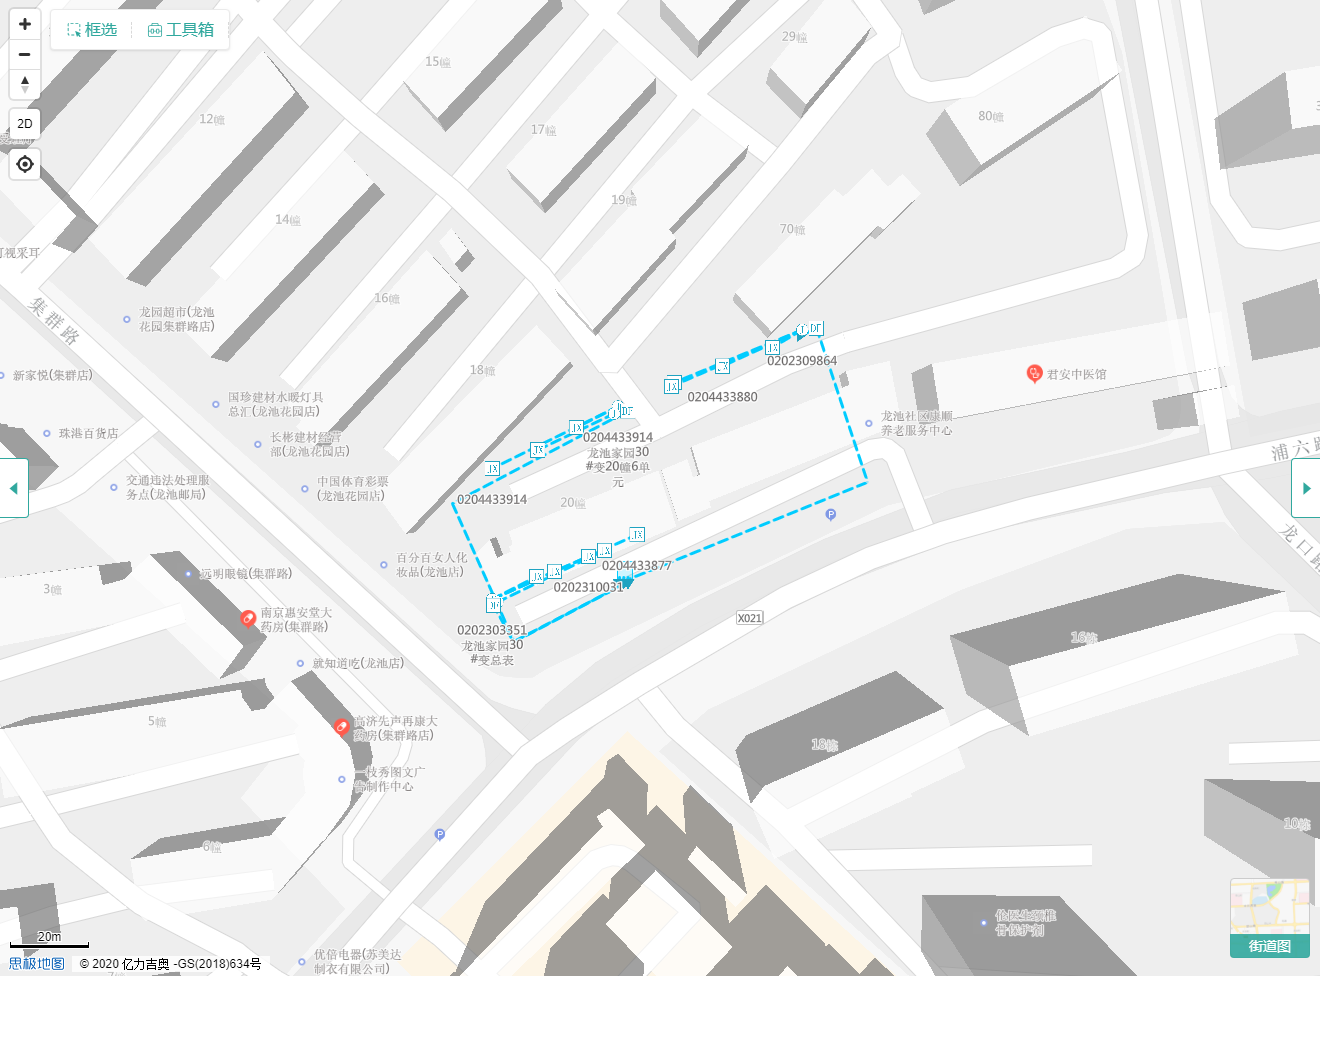 框选
工具箱
2D
29幢
15幢
12幢
17幢
80幢
14幢
19幢
70幢
灯视采耳
16幢
集群路
龙园超市(龙池
花园集群路店)
JX
DF
0202309864
18幢
新家悦(集群店)
0204433880
君安中医馆
国珍建材水暖灯具
总汇(龙池花园店)
龙池社区康顺
养老服务中心
珠港百货店
长彬建材经营
部(龙池花园店)
0204433914
龙池家园30
#变20幢6单
元
浦六路
交通违法处理服
务点(龙池邮局)
中国体育彩票
(龙池花园店)
0204433914
20幢
P
龙口路
百分百女人化
妆品(龙池店)
0204433877
0202310031
远明眼镜(集群路)
3幢
南京惠安堂大
药房(集群路)
X021
0202303351
龙池家园30
#变总表
16栋
就知道吃(龙池店)
5幢
高济先声再康大
药房(集群路店)
18栋
一枝秀图文广
告制作中心
10栋
P
6幢
20m
思极地图
© 2020 亿力吉奥 -GS(2018)634号
优倍电器(苏美达
制衣有限公司)
街道图